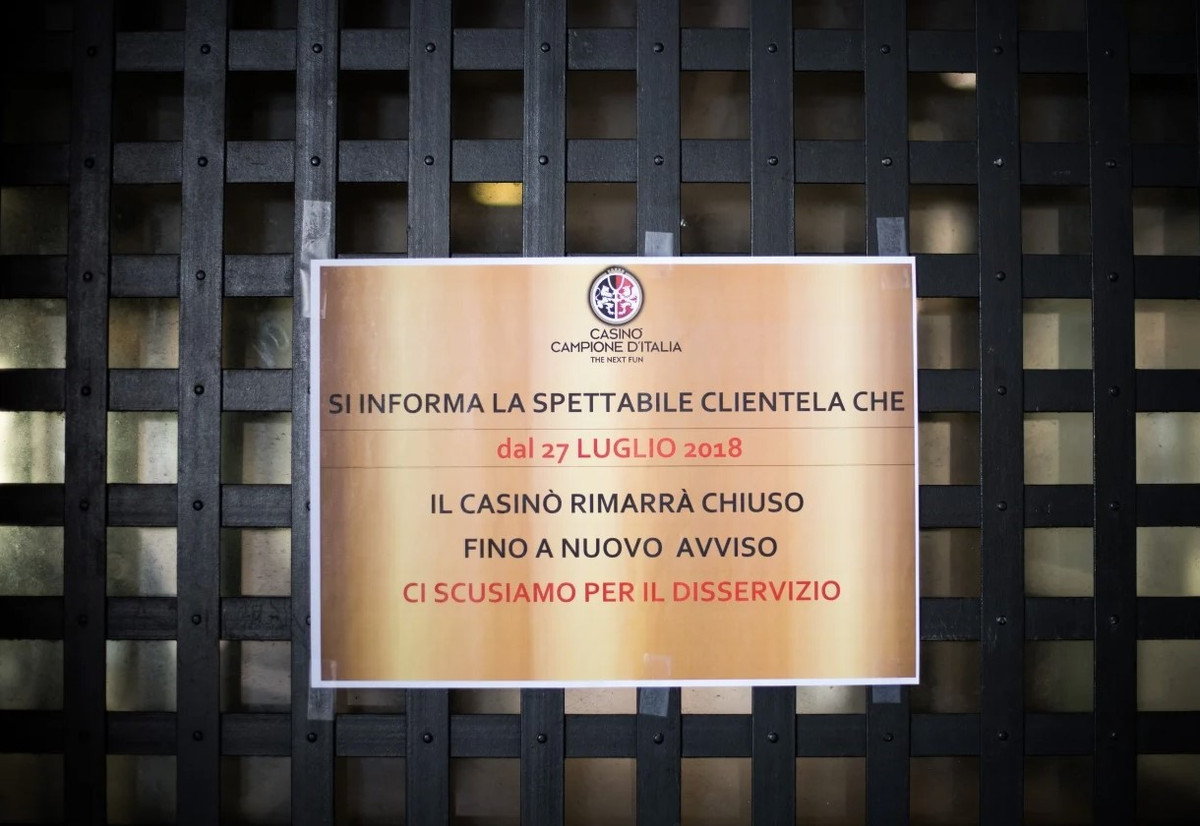 CASINÒ
CAMPIONE D'ITALIA
THE NEXT FUN
SI INFORMA LA SPETTABILE CLIENTELA CHE
dal 27 LUGLIO 2018
IL CASINÒ RIMARRÀ CHIUSO
FINO A NUOVO AVVISO
CI SCUSIAMO PER IL DISSERVIZIO